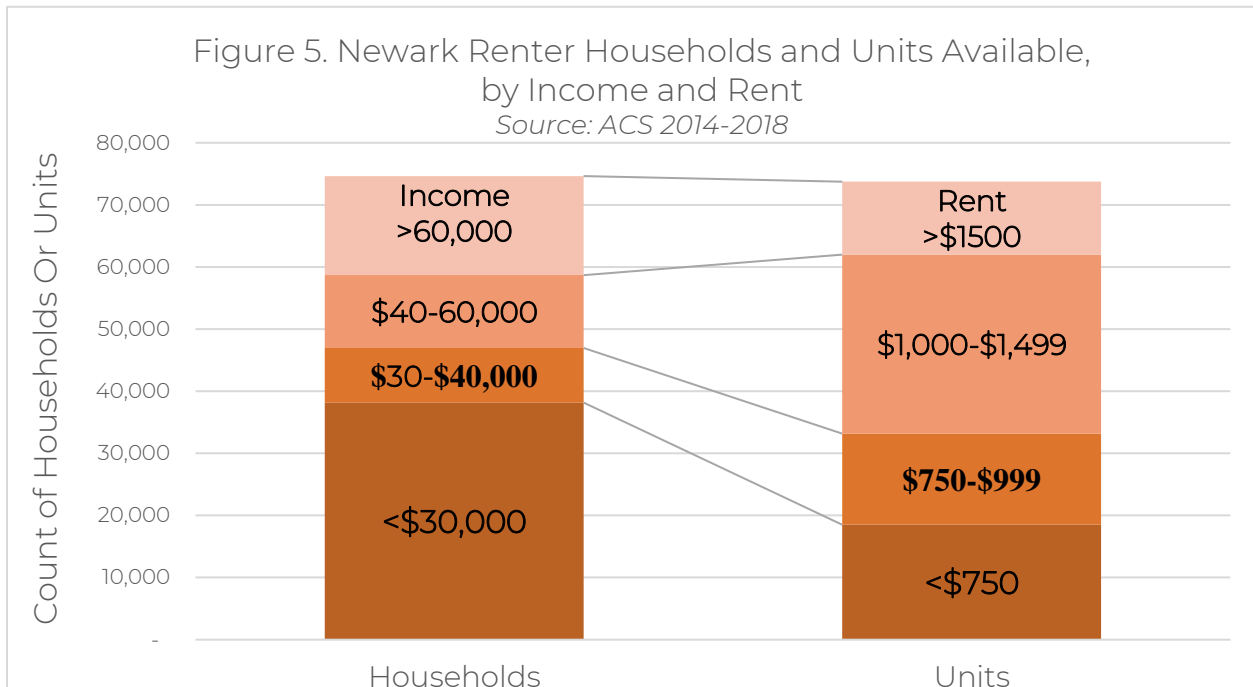 Figure 5. Newark Renter Households and Units Available,
by Income and Rent
Source: ACS 2014-2018
Count of Households Or Units
80,000
70,000
60,000
50,000
40,000
30,000
20,000
10,000
-
Income
>60,000
$40-60,000
$30-$40,000
<$30,000
Rent
>$1500
$1,000-$1,499
$750-$999
<$750
Households
Units